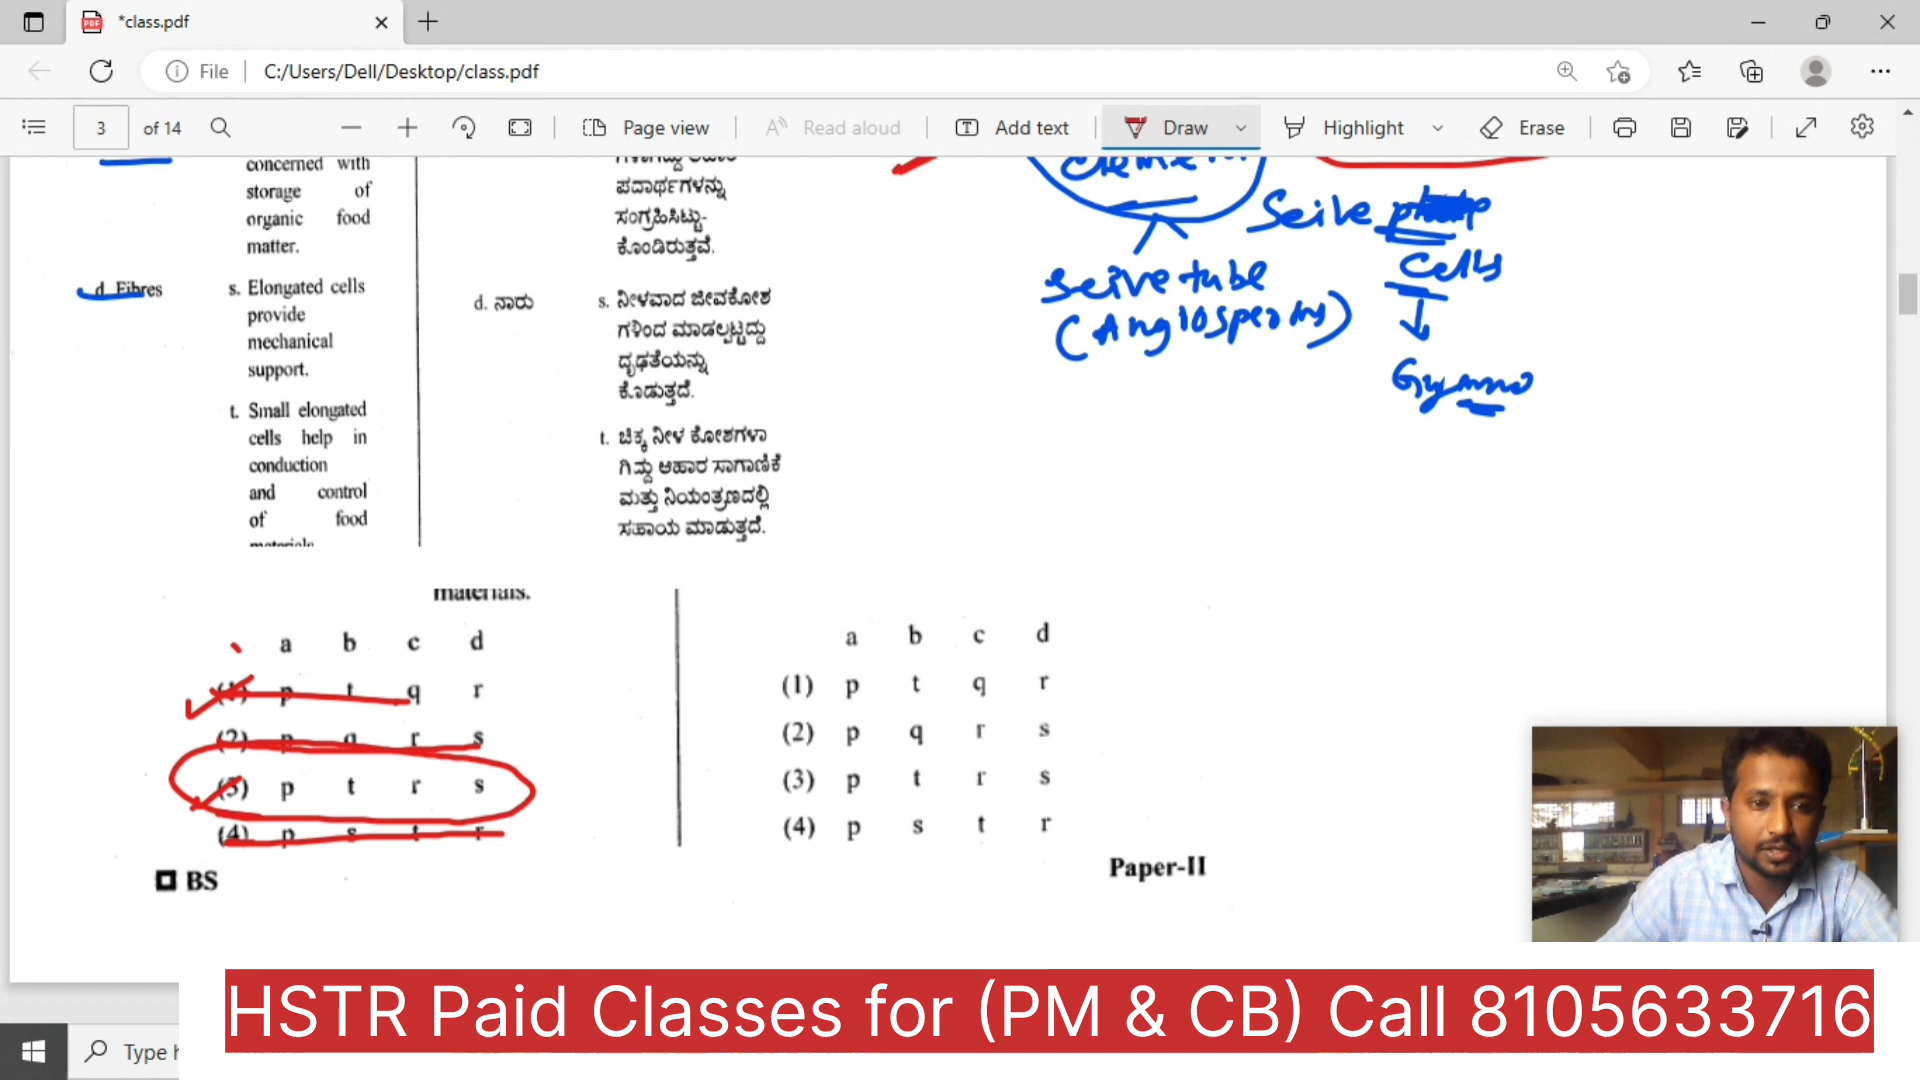 *class.pdf
File C:/Users/Dell/Desktop/class.pdf
3 of 14 Page view Read aloud Add text Draw Highlight Erase
concerned with
storage of
organic food
matter.
d. Fibres
s. Elongated cells
provide
mechanical
support.
t. Small elongated
cells help in
conduction
and control
of food
materials
ಪದಾರ್ಥಗಳನ್ನು
ಸಂಗ್ರಹಿಸಿಟ್ಟು-
ಕೊಂಡಿರುತ್ತವೆ.
d. ನಾರು
s. ನೀಳವಾದ ಜೀವಕೋಶ
ಗಳಿಂದ ಮಾಡಲ್ಪಟ್ಟದ್ದು
ದೃಢತೆಯನ್ನು
ಕೊಡುತ್ತದೆ.
t. ಚಿಕ್ಕ ನೀಳ ಕೋಶಗಳಾ
ಗಿದ್ದು ಆಹಾರ ಸಾಗಾಣಿಕೆ
ಮತ್ತು ನಿಯಂತ್ರಣದಲ್ಲಿ
ಸಹಾಯ ಮಾಡುತ್ತದೆ.
Seive
Cells
Gymno
Seive tube
(Angiosperms)
materials.
a b c d
(1) p t q r
(2) p q r s
(3) p t r s
(4) p s t r
BS
a b c d
(1) p t q r
(2) p q r s
(3) p t r s
(4) p s t r
Paper-II
HSTR Paid Classes for (PM & CB) Call 8105633716
Type h